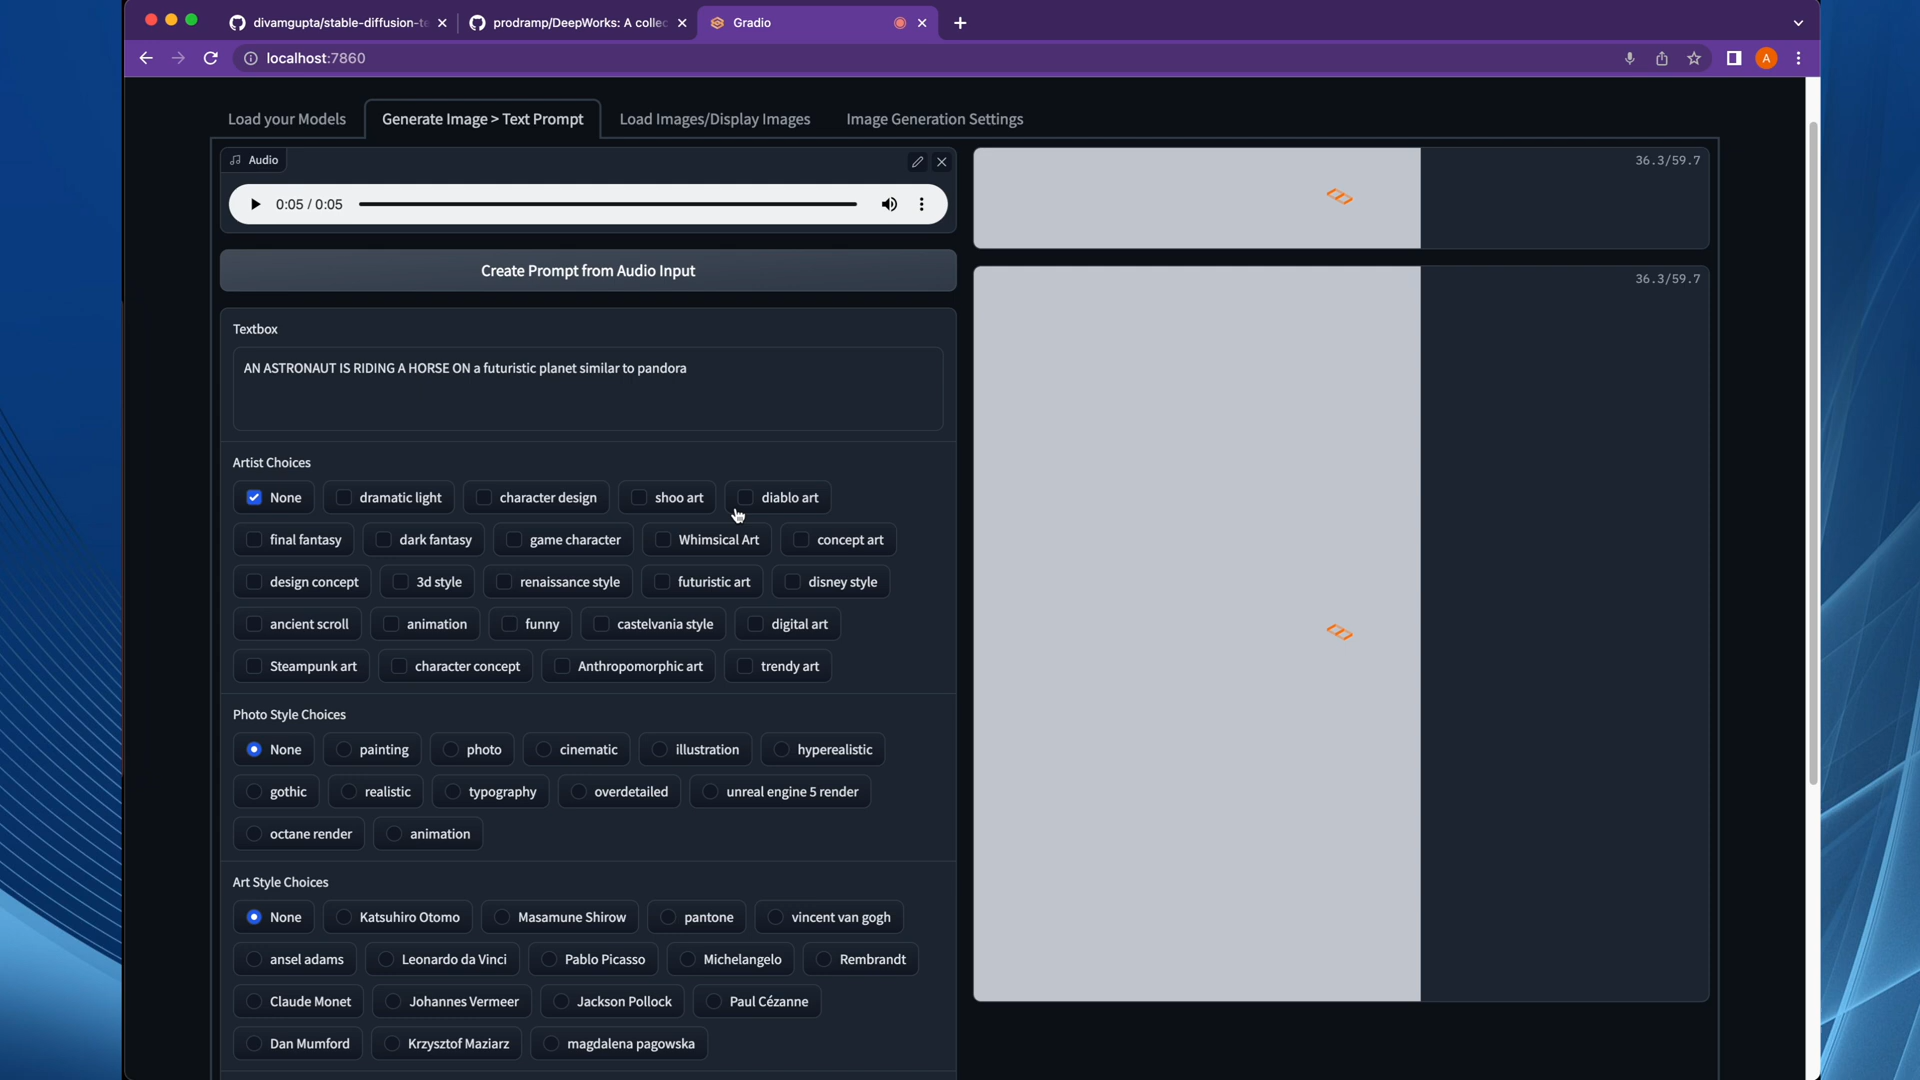 divamgupta/stable-diffusion-te
prodramp/DeepWorks: A collec
Gradio
localhost:7860
A
Load your Models
Generate Image > Text Prompt
Load Images/Display Images
Image Generation Settings
Audio
0:05 / 0:05
36.3/59.7
Create Prompt from Audio Input
36.3/59.7
Textbox
AN ASTRONAUT IS RIDING A HORSE ON a futuristic planet similar to pandora
Artist Choices
None dramatic light character design shoo art diablo art
final fantasy dark fantasy game character Whimsical Art concept art
design concept 3d style renaissance style futuristic art disney style
ancient scroll animation funny castelvania style digital art
Steampunk art character concept Anthropomorphic art trendy art
Photo Style Choices
None painting photo cinematic illustration hyperealistic
gothic realistic typography overdetailed unreal engine 5 render
octane render animation
Art Style Choices
None Katsuhiro Otomo Masamune Shirow pantone vincent van gogh
ansel adams Leonardo da Vinci Pablo Picasso Michelangelo Rembrandt
Claude Monet Johannes Vermeer Jackson Pollock Paul Cézanne
Dan Mumford Krzysztof Maziarz magdalena pagowska